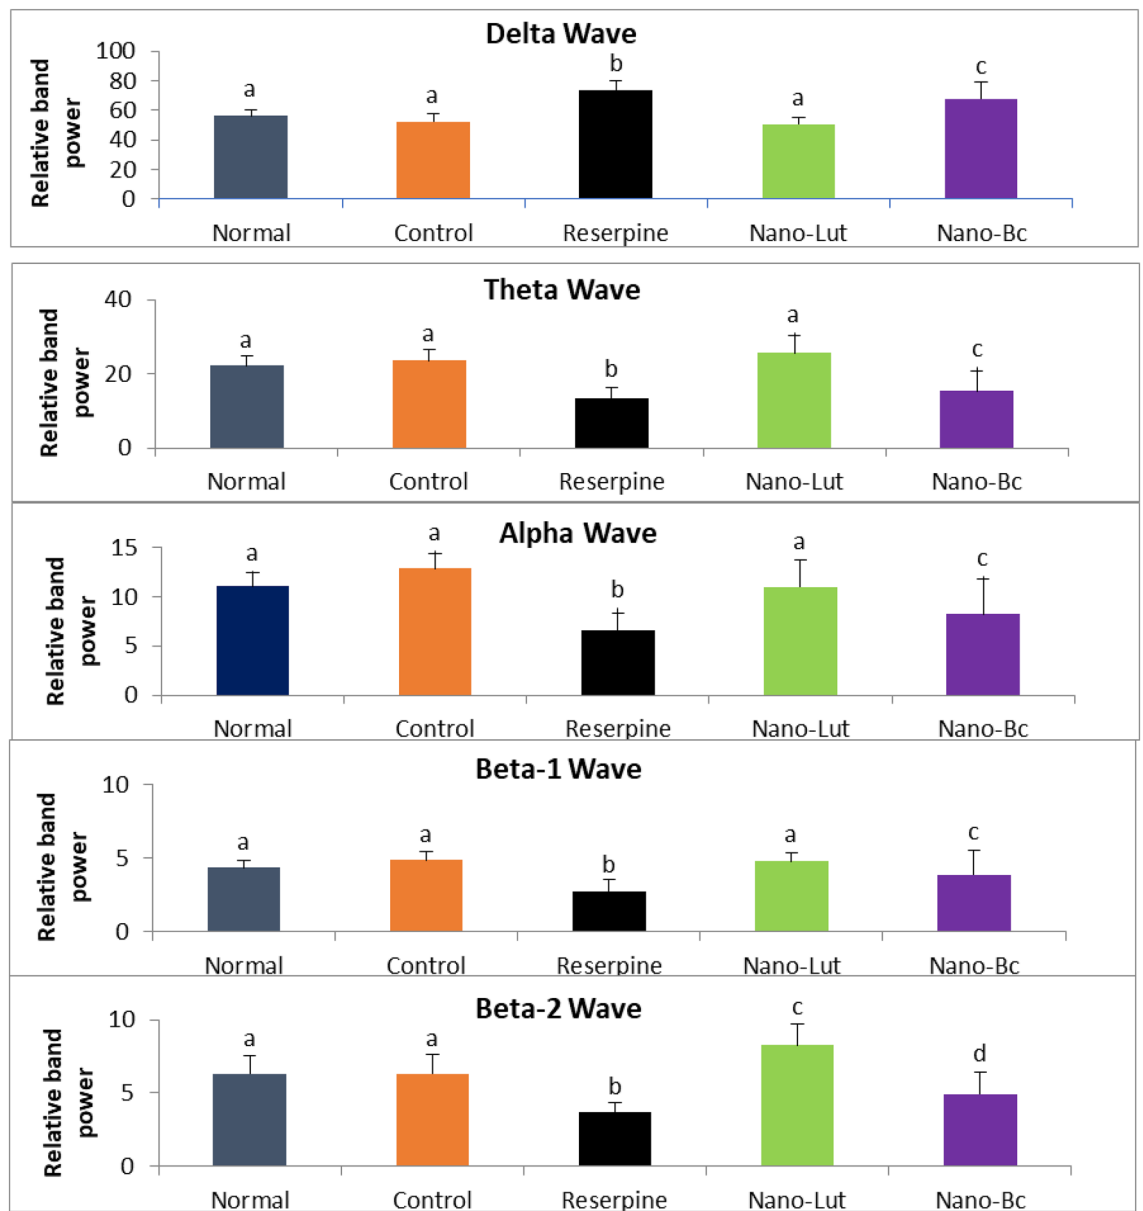 Delta Wave
Relative band
power
100
80
60
40
20
0
a
a
b
a
c
Normal
Control
Reserpine
Nano-Lut
Nano-Bc
Theta Wave
Relative band
power
40
20
0
a
a
b
a
c
Normal
Control
Reserpine
Nano-Lut
Nano-Bc
Alpha Wave
Relative band
power
15
10
5
0
a
a
b
a
c
Normal
Control
Reserpine
Nano-Lut
Nano-Bc
Beta-1 Wave
Relative band
power
10
5
0
a
a
b
a
c
Normal
Control
Reserpine
Nano-Lut
Nano-Bc
Beta-2 Wave
Relative band
power
10
5
0
a
a
b
c
d
Normal
Control
Reserpine
Nano-Lut
Nano-Bc